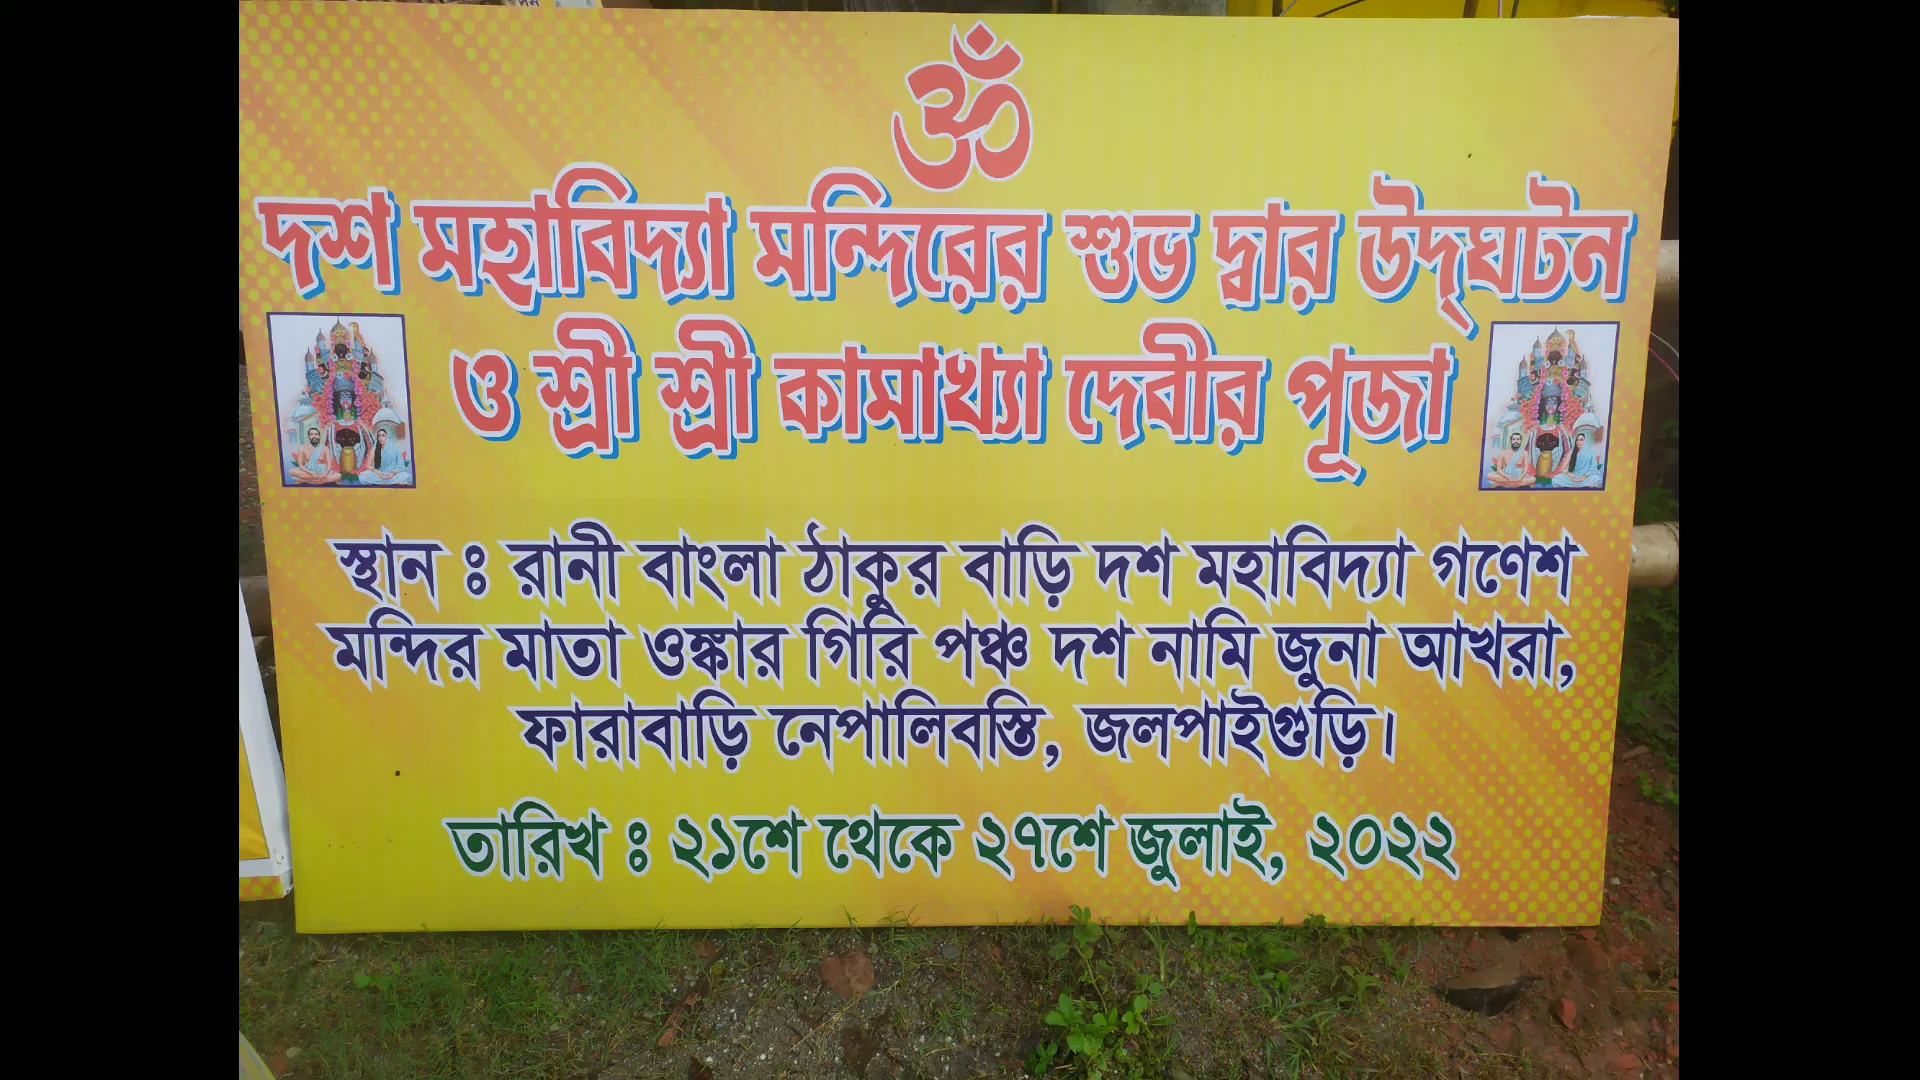 ॐ
দশ মহাবিদ্যা মন্দিরের শুভ দ্বার উদ্‌ঘটন
ও শ্রী শ্রী কামাখ্যা দেবীর পূজা
স্থান ঃ রানী বাংলা ঠাকুর বাড়ি দশ মহাবিদ্যা গণেশ
মন্দির মাতা ওঙ্কার গিরি পঞ্চ দশ নামি জুনা আখরা,
ফারাবাড়ি নেপালিবস্তি, জলপাইগুড়ি।
তারিখ ঃ ২১শে থেকে ২৭শে জুলাই, ২০২২